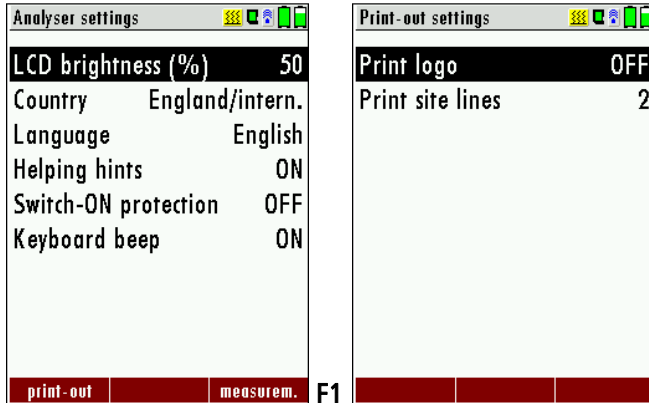 Analyser settings
LCD brightness (%) 50
Country England/intern.
Language English
Helping hints ON
Switch-ON protection OFF
Keyboard beep ON
print-out measurem.
F1
Print-out settings
Print logo OFF
Print site lines 2